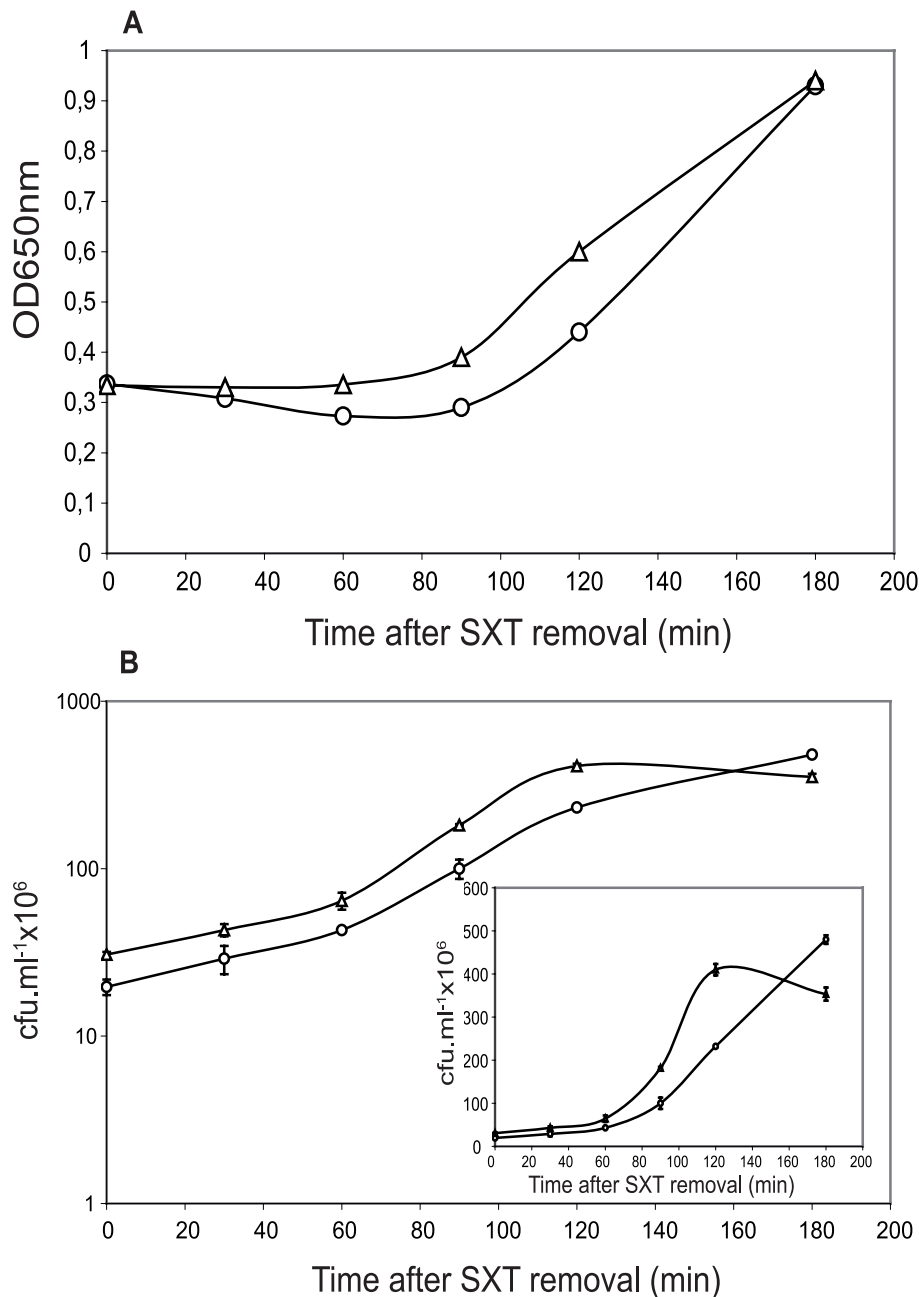 A
1
0,9
0,8
0,7
0,6
0,5
0,4
0,3
0,2
0,1
0
OD650nm
0 20 40 60 80 100 120 140 160 180 200
Time after SXT removal (min)
B
1000
100
10
1
cfu.ml⁻¹x10⁶
600
500
400
300
200
100
0
cfu.ml⁻¹x10⁶
0 20 40 60 80 100 120 140 160 180 200
Time after SXT removal (min)
0 20 40 60 80 100 120 140 160 180 200
Time after SXT removal (min)